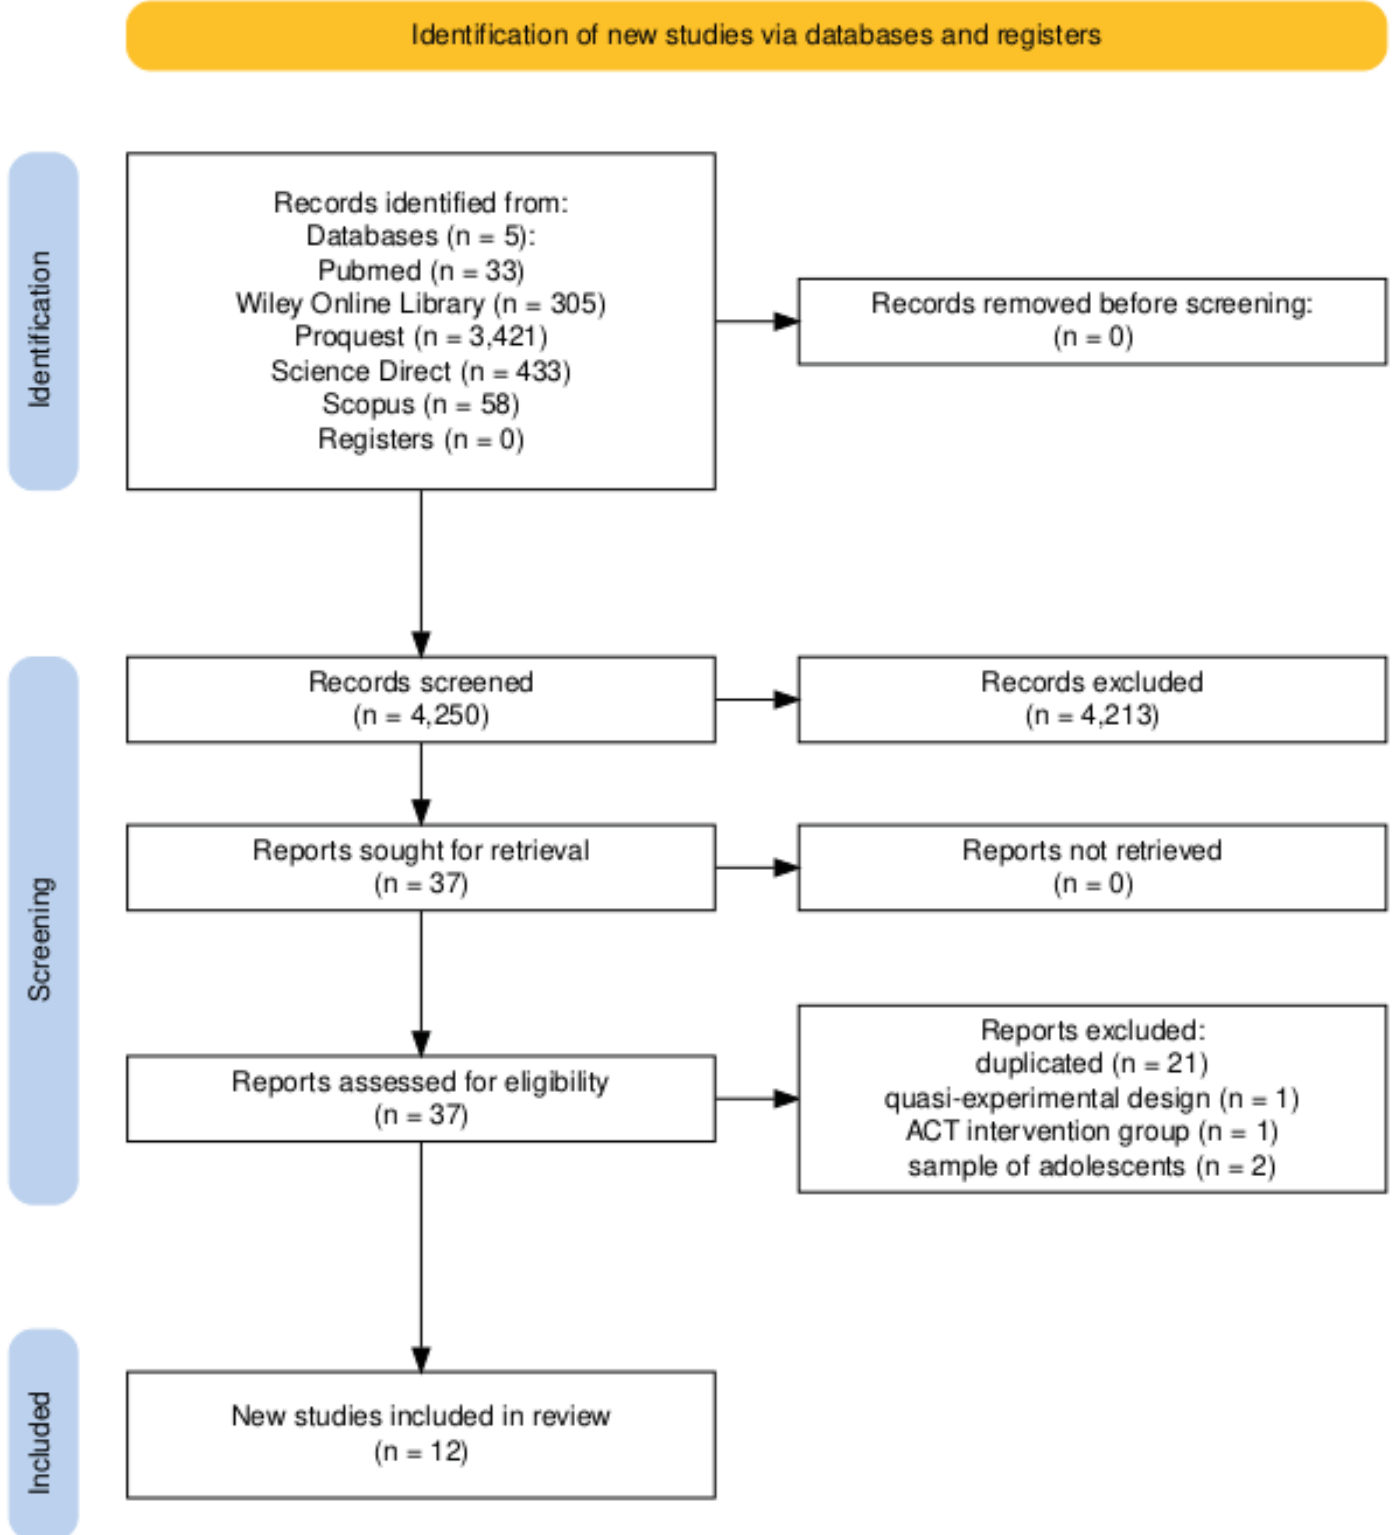 Identification of new studies via databases and registers
Identification
Records identified from:
Databases (n = 5):
Pubmed (n = 33)
Wiley Online Library (n = 305)
Proquest (n = 3,421)
Science Direct (n = 433)
Scopus (n = 58)
Registers (n = 0)
Records removed before screening:
(n = 0)
Screening
Records screened
(n = 4,250)
Records excluded
(n = 4,213)
Reports sought for retrieval
(n = 37)
Reports not retrieved
(n = 0)
Reports assessed for eligibility
(n = 37)
Reports excluded:
duplicated (n = 21)
quasi-experimental design (n = 1)
ACT intervention group (n = 1)
sample of adolescents (n = 2)
Included
New studies included in review
(n = 12)